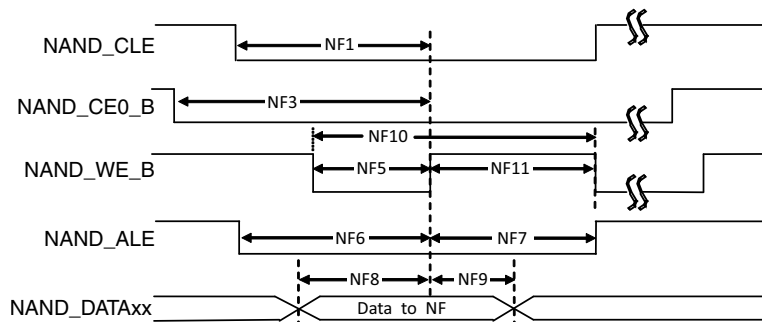 NAND_CLE
NF1
NAND_CE0_B
NF3
NF10
NAND_WE_B
NF5
NF11
NAND_ALE
NF6
NF7
NF8
NF9
NAND_DATAxx
Data to NF